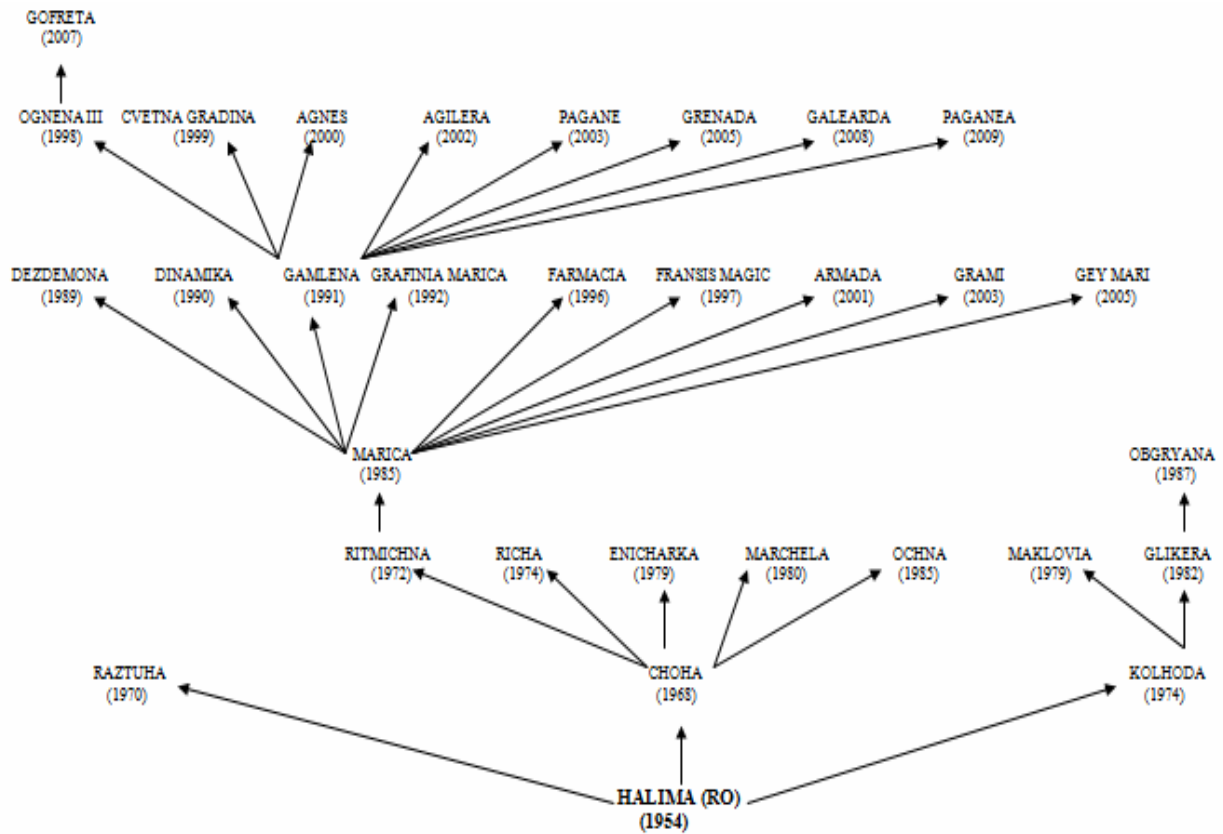 GOFRETA
(2007)
OGNENA III CVETNA GRADINA AGNES AGILERA PAGANE GRENADA GALEARDA PAGANEA
(1998) (1999) (2000) (2002) (2003) (2005) (2008) (2009)
DEZDEMONA DINAMIKA GAMLENA GRAFINIA MARICA FARMACIA FRANSIS MAGIC ARMADA GRAMI GEY MARI
(1989) (1990) (1991) (1992) (1996) (1997) (2001) (2003) (2005)
MARICA OBGRYANA
(1985) (1987)
RITMICHNA RICHA ENICHARKA MARCHELA OCHNA MAKLOVIA GLIKERA
(1972) (1974) (1979) (1980) (1985) (1979) (1982)
RAZTUHA CHOHA KOLHODA
(1970) (1968) (1974)
HALIMA (RO)
(1954)